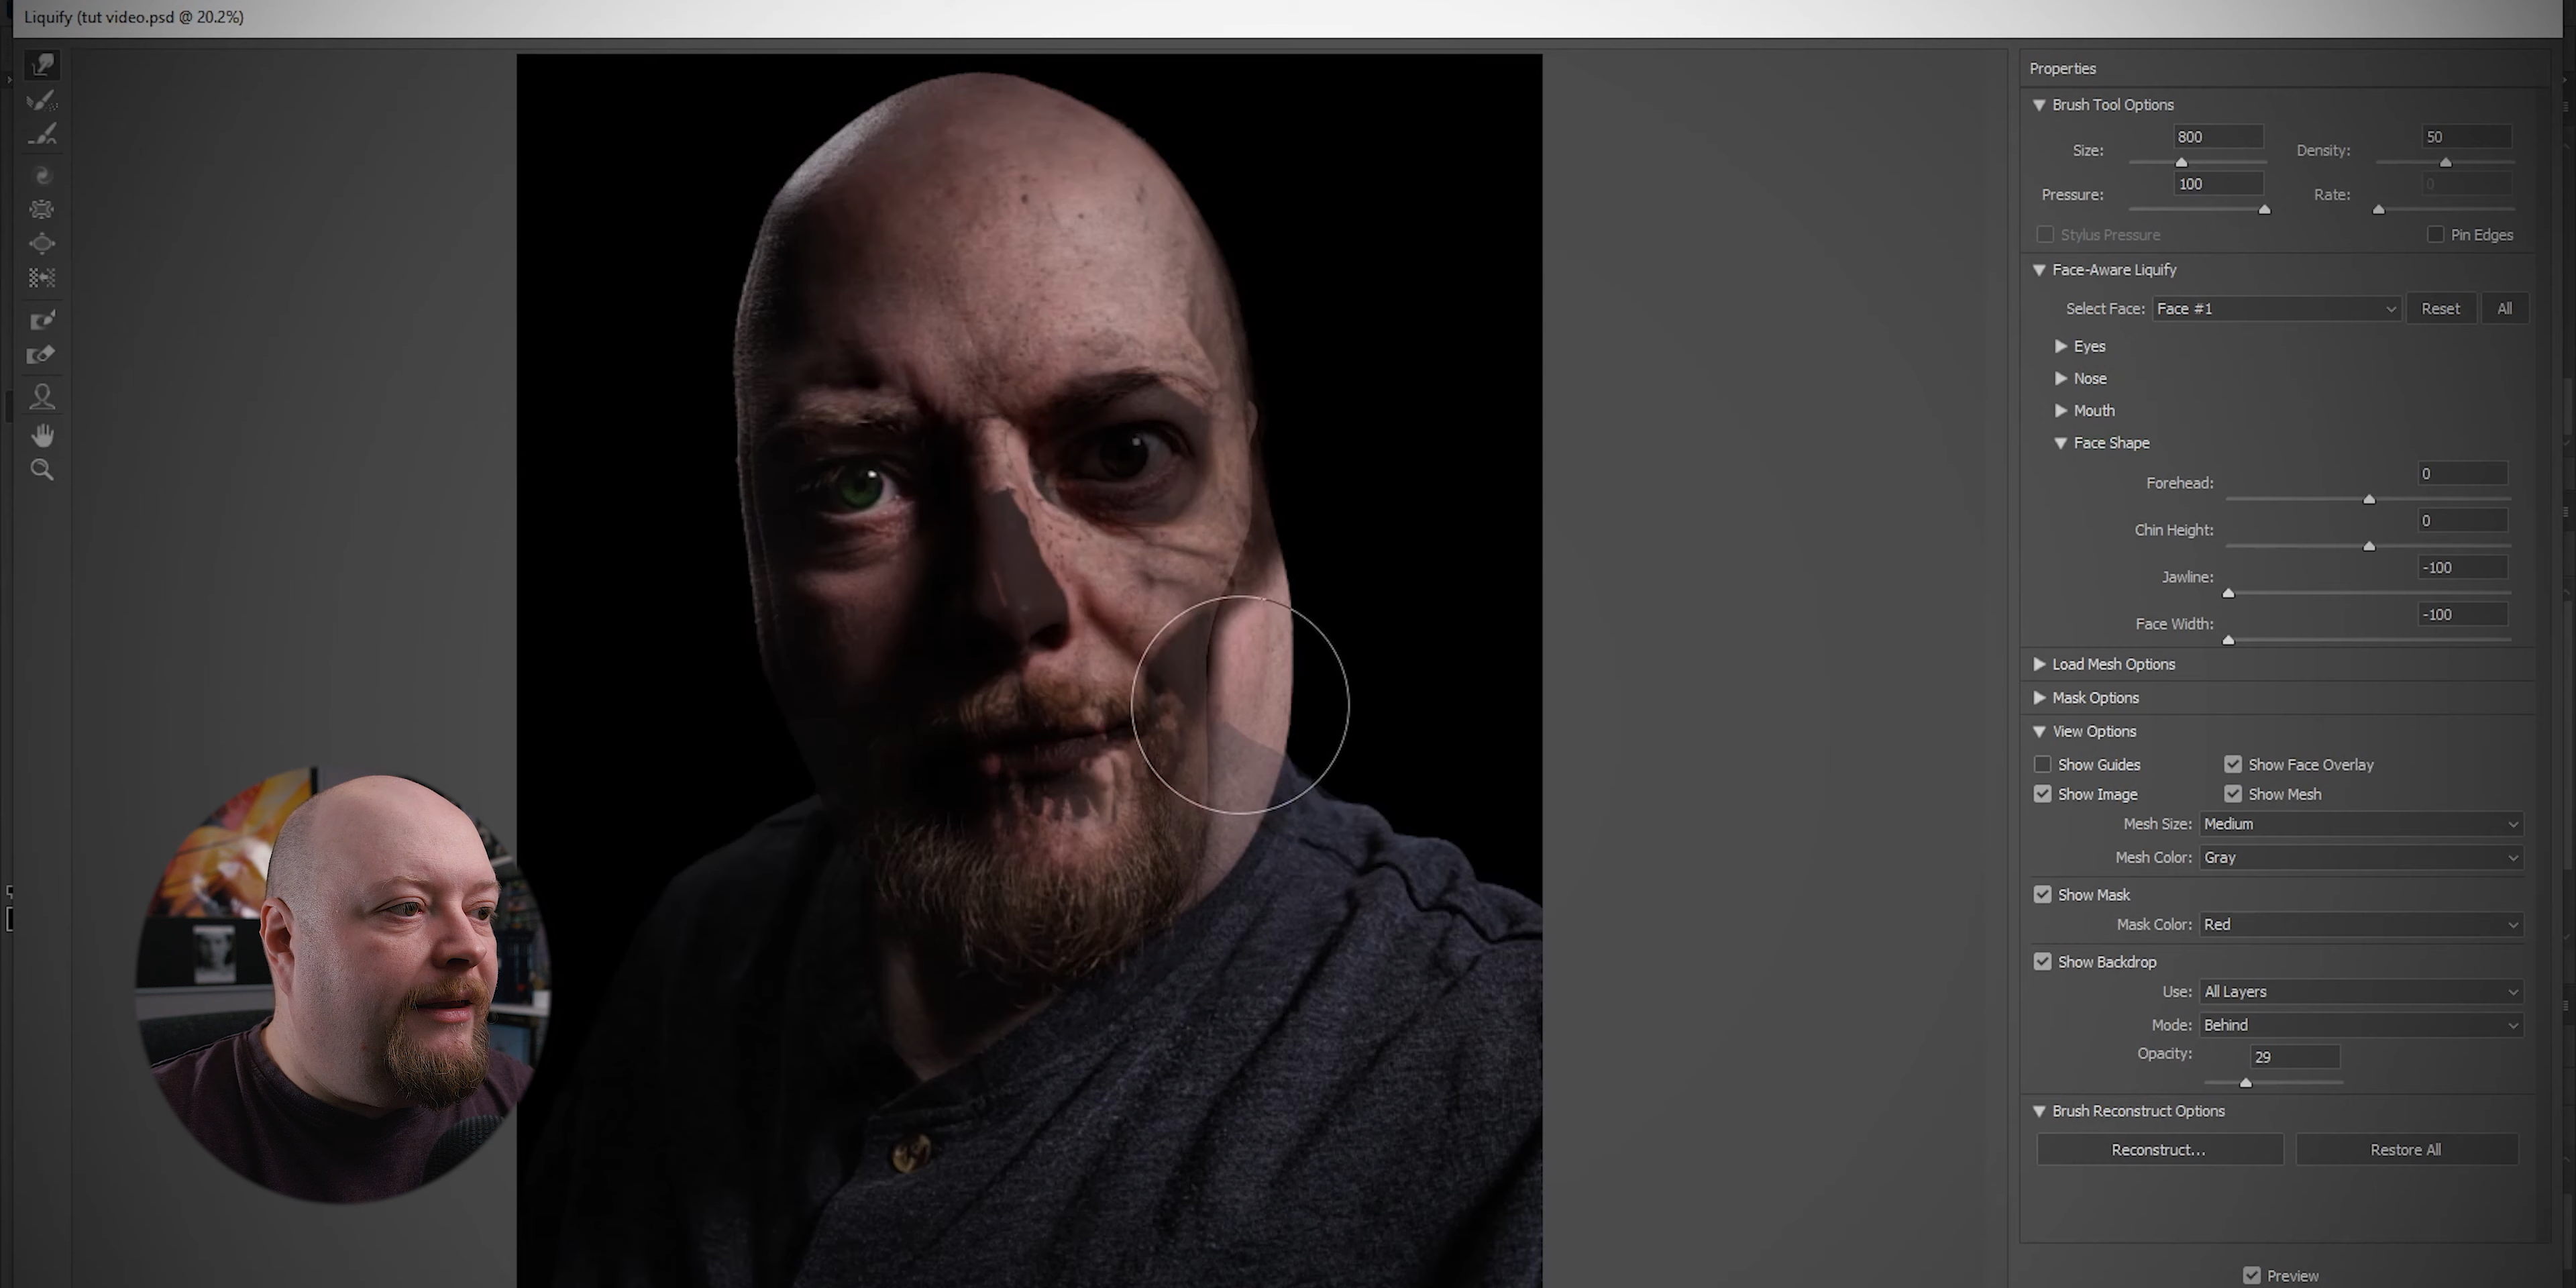 Liquify (tut video.psd @ 20.2%)
Properties
Brush Tool Options
Size: 800 Density: 50
Pressure: 100 Rate: 0
Stylus Pressure Pin Edges
Face-Aware Liquify
Select Face: Face #1 Reset All
Eyes
Nose
Mouth
Face Shape
Forehead: 0
Chin Height: 0
Jawline: -100
Face Width: -100
Load Mesh Options
Mask Options
View Options
Show Guides Show Face Overlay
Show Image Show Mesh
Mesh Size: Medium
Mesh Color: Gray
Show Mask
Mask Color: Red
Show Backdrop
Use: All Layers
Mode: Behind
Opacity: 29
Brush Reconstruct Options
Reconstruct... Restore All
Preview